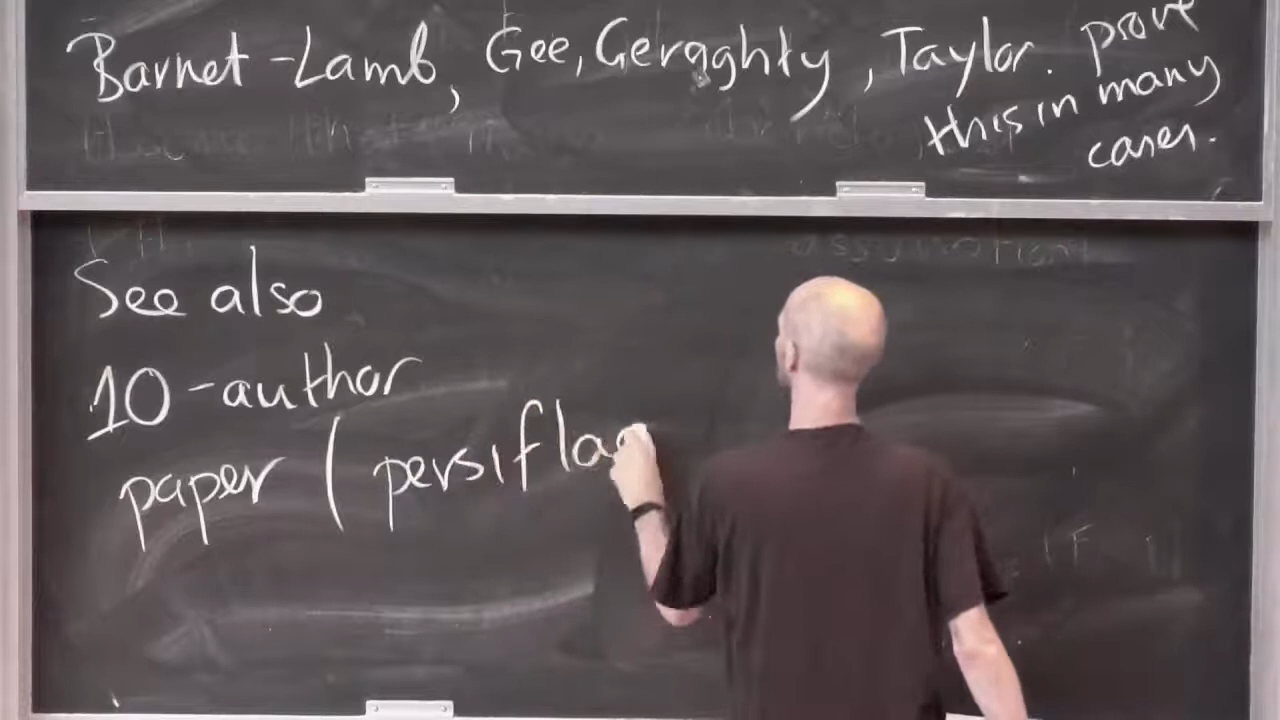 Barnet-Lamb, Gee, Geraghty, Taylor. prove
this in many
cases.
See also
10-author
paper (persiflag